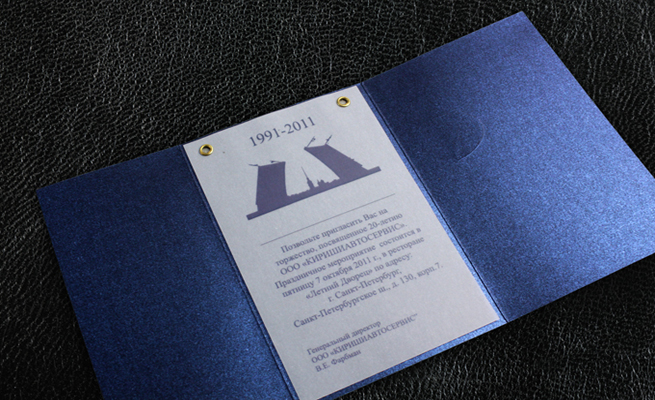 1991-2011
Позвольте пригласить Вас на
торжество, посвященное 20-летию
ООО «КИРИШИАВТОСЕРВИС»
Праздничное мероприятие состоится в
пятницу 7 октября 2011 г., в ресторане
«Летний Дворец» по адресу:
г. Санкт-Петербург,
Санкт-Петербургское ш., д. 130, корп.7.
Генеральный директор
ООО «КИРИШИАВТОСЕРВИС"
В.Е. Фарбман